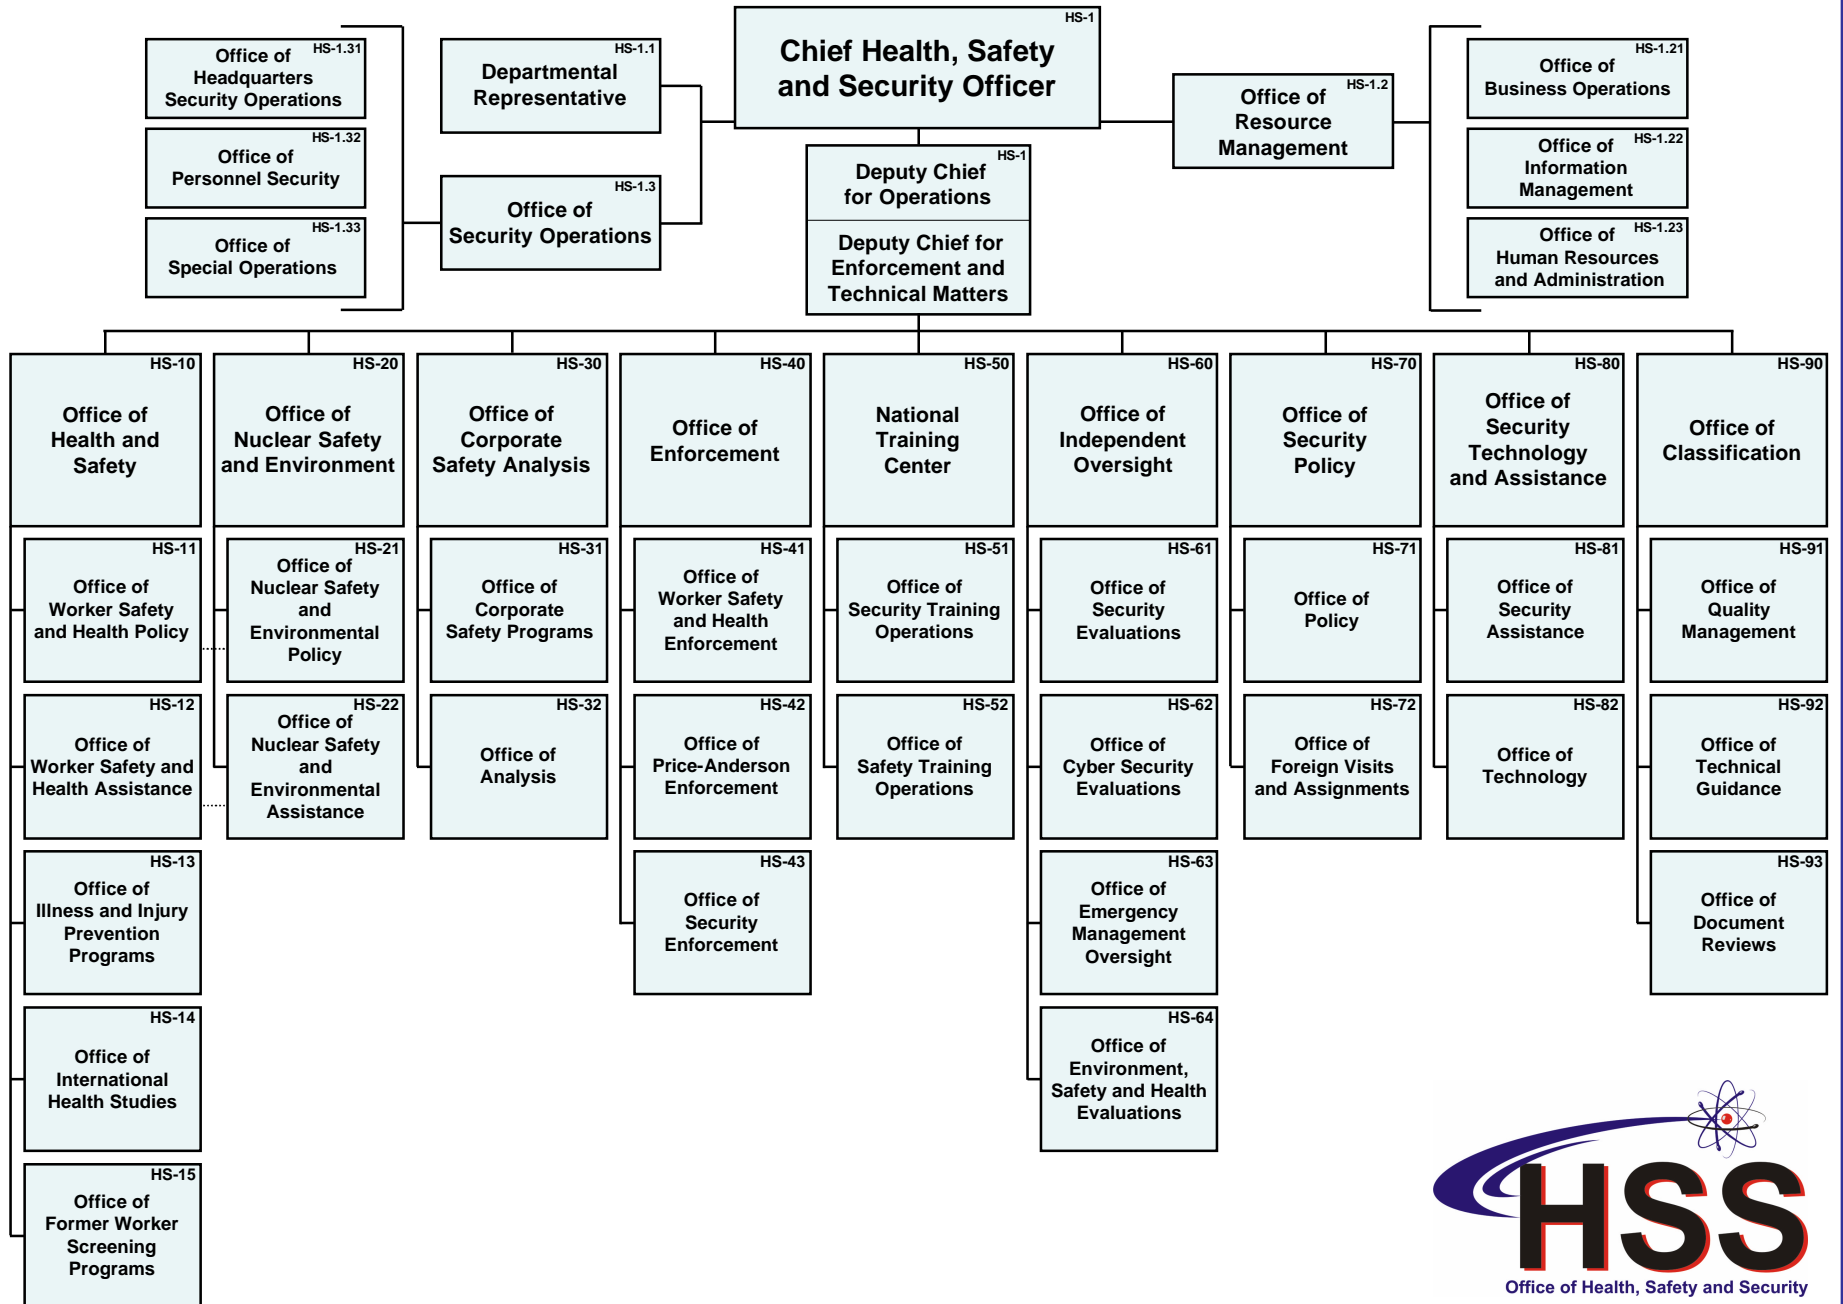 HS-1
Chief Health, Safety
and Security Officer
HS-1.31
Office of
Headquarters
Security Operations
HS-1.32
Office of
Personnel Security
HS-1.33
Office of
Special Operations
HS-1.1
Departmental
Representative
HS-1.3
Office of
Security Operations
HS-1
Deputy Chief
for Operations
Deputy Chief for
Enforcement and
Technical Matters
HS-1.2
Office of
Resource
Management
HS-1.21
Office of
Business Operations
HS-1.22
Office of
Information
Management
HS-1.23
Office of
Human Resources
and Administration
HS-10
Office of
Health and
Safety
HS-11
Office of
Worker Safety
and Health Policy
HS-12
Office of
Worker Safety and
Health Assistance
HS-13
Office of
Illness and Injury
Prevention
Programs
HS-14
Office of
International
Health Studies
HS-15
Office of
Former Worker
Screening
Programs
HS-20
Office of
Nuclear Safety
and Environment
HS-21
Office of
Nuclear Safety
and
Environmental
Policy
HS-22
Office of
Nuclear Safety
and
Environmental
Assistance
HS-30
Office of
Corporate
Safety Analysis
HS-31
Office of
Corporate
Safety Programs
HS-32
Office of
Analysis
HS-40
Office of
Enforcement
HS-41
Office of
Worker Safety
and Health
Enforcement
HS-42
Office of
Price-Anderson
Enforcement
HS-43
Office of
Security
Enforcement
HS-50
National
Training
Center
HS-51
Office of
Security Training
Operations
HS-52
Office of
Safety Training
Operations
HS-60
Office of
Independent
Oversight
HS-61
Office of
Security
Evaluations
HS-62
Office of
Cyber Security
Evaluations
HS-63
Office of
Emergency
Management
Oversight
HS-64
Office of
Environment,
Safety and Health
Evaluations
HS-70
Office of
Security
Policy
HS-71
Office of
Policy
HS-72
Office of
Foreign Visits
and Assignments
HS-80
Office of
Security
Technology
and Assistance
HS-81
Office of
Security
Assistance
HS-82
Office of
Technology
HS-90
Office of
Classification
HS-91
Office of
Quality
Management
HS-92
Office of
Technical
Guidance
HS-93
Office of
Document
Reviews
HSS
Office of Health, Safety and Security